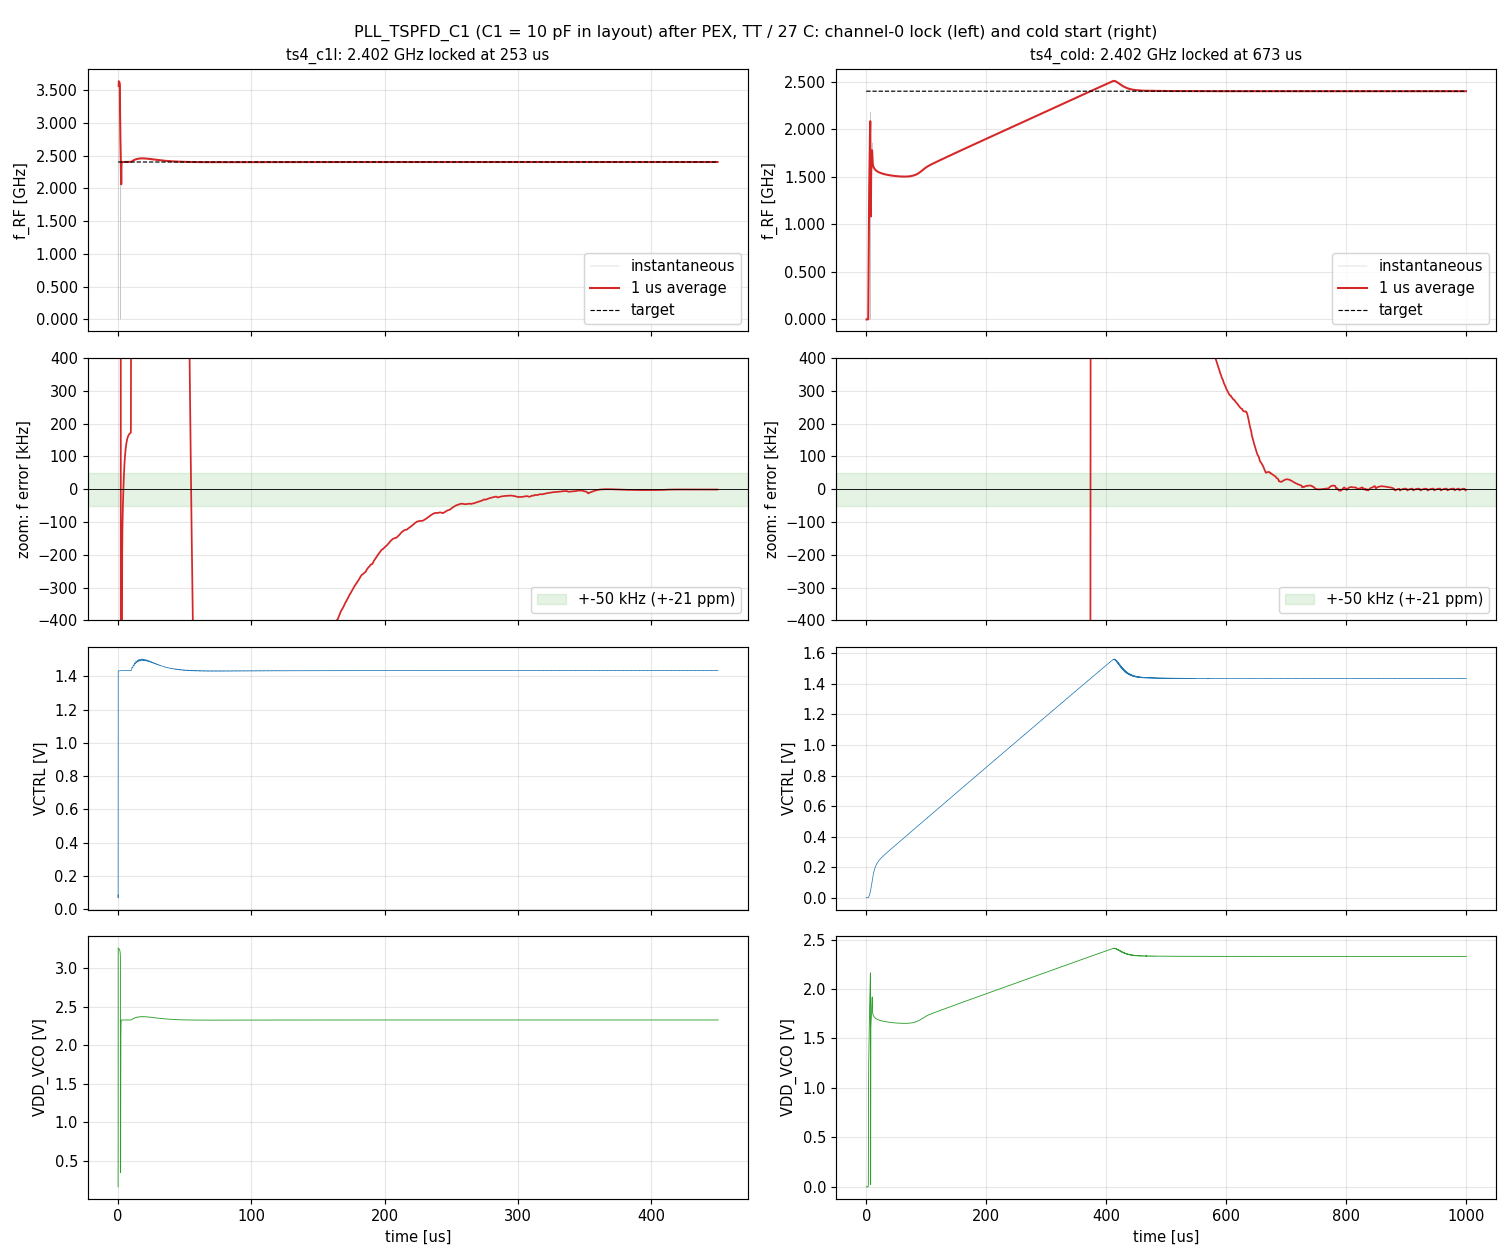 PLL_TSPFD_C1 (C1 = 10 pF in layout) after PEX, TT / 27 C: channel-0 lock (left) and cold start (right)
ts4_c1l: 2.402 GHz locked at 253 us
f_RF [GHz]
3.500
3.000
2.500
2.000
1.500
1.000
0.500
0.000
instantaneous
1 us average
target
ts4_cold: 2.402 GHz locked at 673 us
f_RF [GHz]
2.500
2.000
1.500
1.000
0.500
0.000
instantaneous
1 us average
target
zoom: f error [kHz]
400
300
200
100
0
−100
−200
−300
−400
+-50 kHz (+-21 ppm)
zoom: f error [kHz]
400
300
200
100
0
−100
−200
−300
−400
+-50 kHz (+-21 ppm)
VCTRL [V]
1.4
1.2
1.0
0.8
0.6
0.4
0.2
0.0
VCTRL [V]
1.6
1.4
1.2
1.0
0.8
0.6
0.4
0.2
0.0
VDD_VCO [V]
3.0
2.5
2.0
1.5
1.0
0.5
0 100 200 300 400
time [us]
VDD_VCO [V]
2.5
2.0
1.5
1.0
0.5
0.0
0 200 400 600 800 1000
time [us]